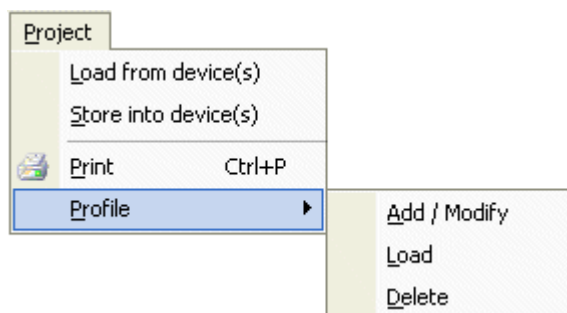 Project
Load from device(s)
Store into device(s)
Print Ctrl+P
Profile
Add / Modify
Load
Delete